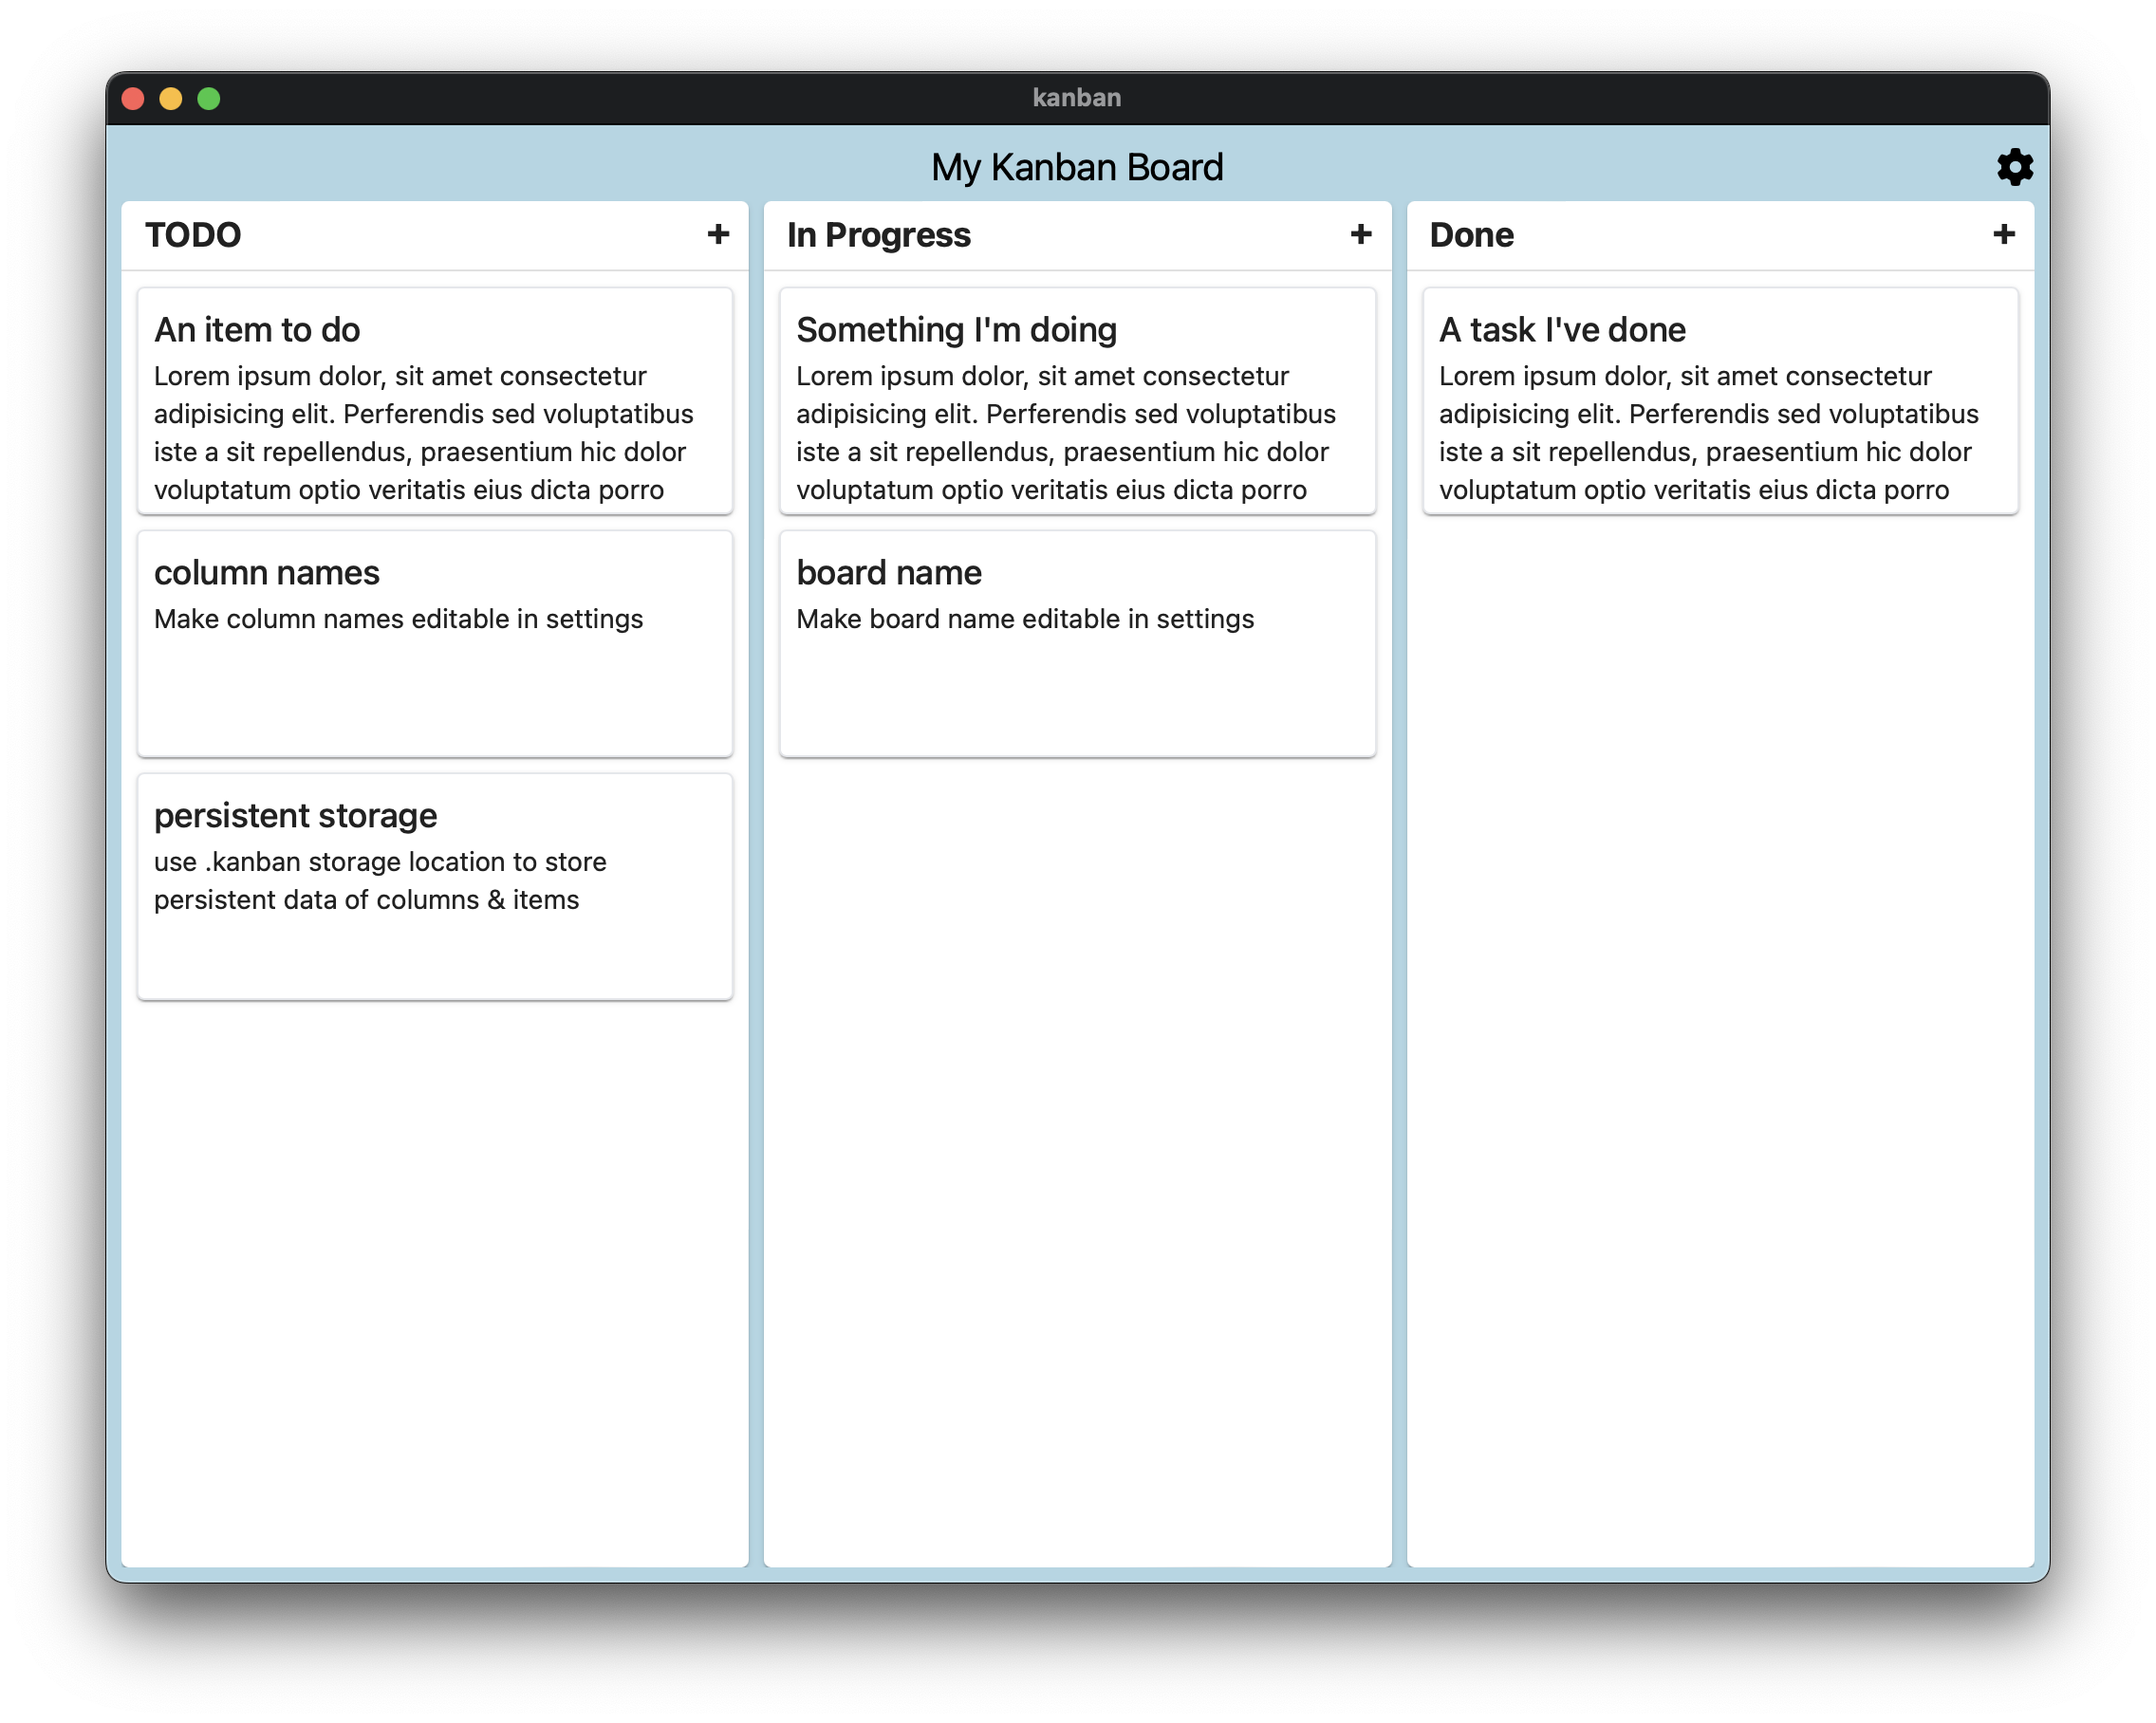 kanban
My Kanban Board
TODO +
An item to do
Lorem ipsum dolor, sit amet consectetur
adipisicing elit. Perferendis sed voluptatibus
iste a sit repellendus, praesentium hic dolor
voluptatum optio veritatis eius dicta porro
column names
Make column names editable in settings
persistent storage
use .kanban storage location to store
persistent data of columns & items
In Progress +
Something I'm doing
Lorem ipsum dolor, sit amet consectetur
adipisicing elit. Perferendis sed voluptatibus
iste a sit repellendus, praesentium hic dolor
voluptatum optio veritatis eius dicta porro
board name
Make board name editable in settings
Done +
A task I've done
Lorem ipsum dolor, sit amet consectetur
adipisicing elit. Perferendis sed voluptatibus
iste a sit repellendus, praesentium hic dolor
voluptatum optio veritatis eius dicta porro